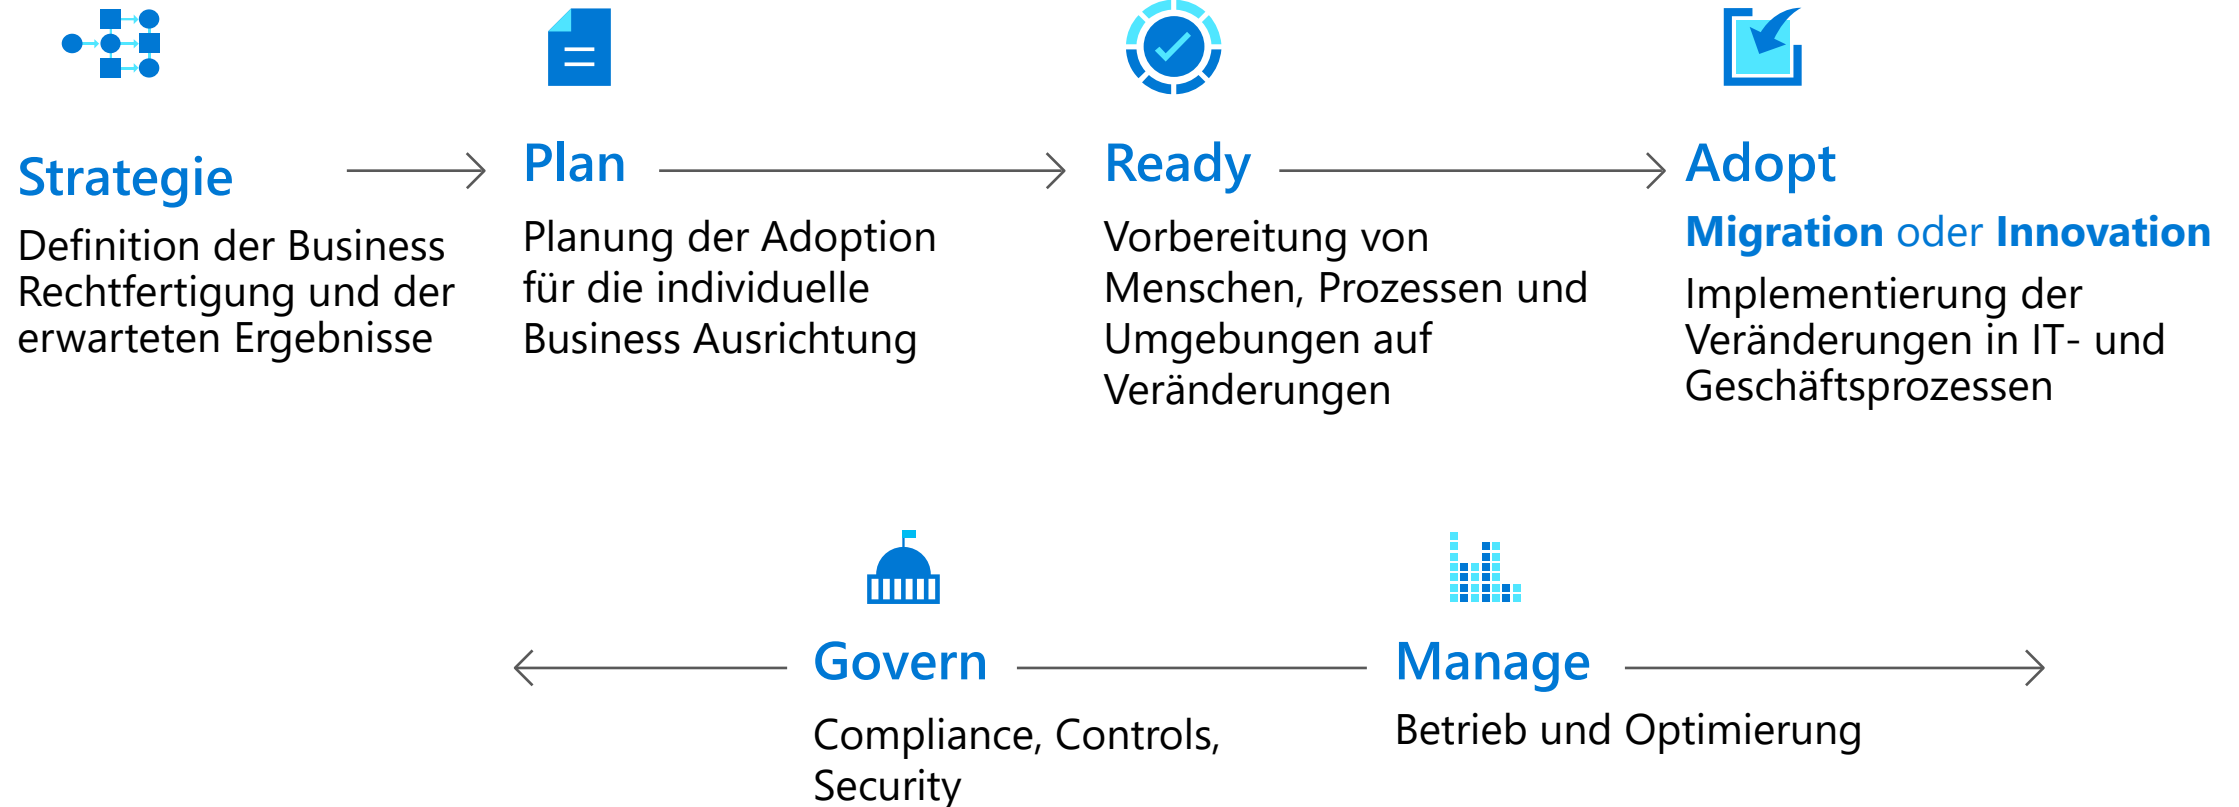 Strategie
Definition der Business
Rechtfertigung und der
erwarteten Ergebnisse
Plan
Planung der Adoption
für die individuelle
Business Ausrichtung
Ready
Vorbereitung von
Menschen, Prozessen und
Umgebungen auf
Veränderungen
Adopt
Migration oder Innovation
Implementierung der
Veränderungen in IT- und
Geschäftsprozessen
Govern
Compliance, Controls,
Security
Manage
Betrieb und Optimierung